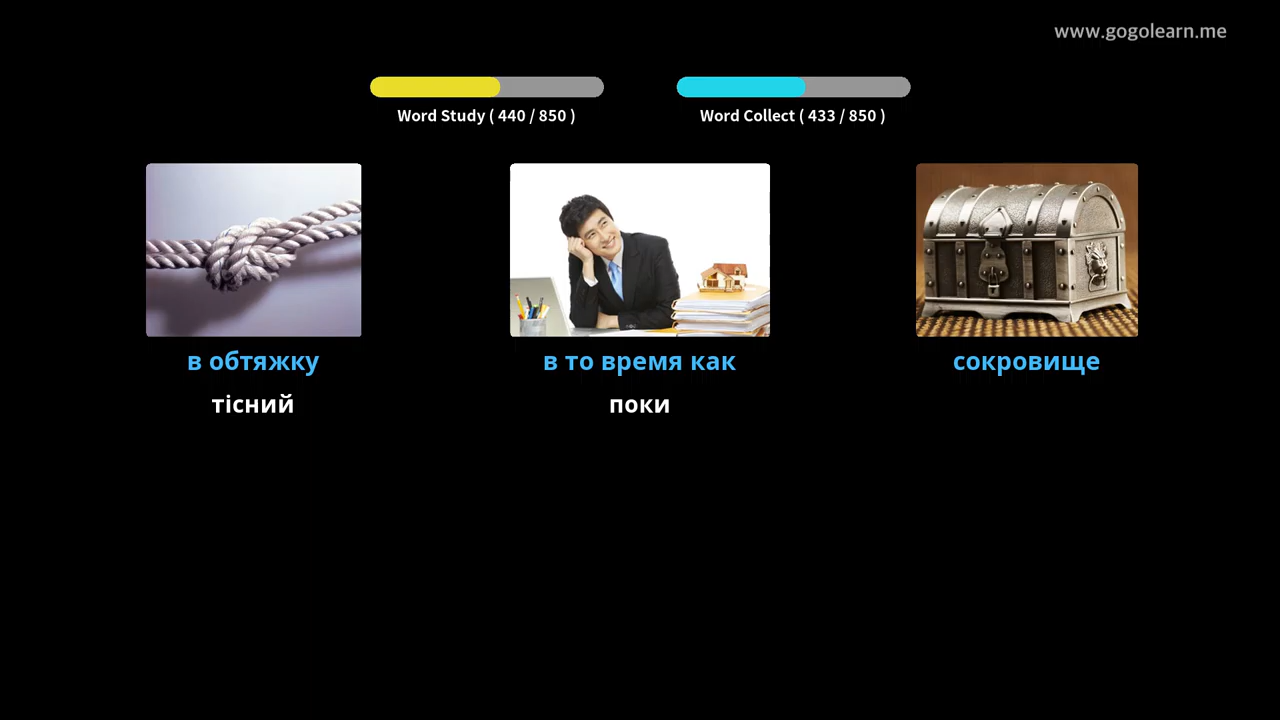 www.gogolearn.me
Word Study ( 440 / 850 )
Word Collect ( 433 / 850 )
в обтяжку
тісний
в то время как
поки
сокровище